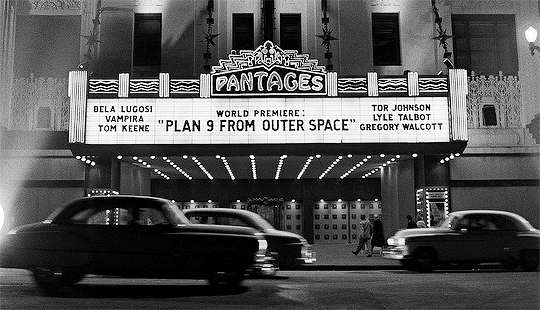 PANTAGES
BELA LUGOSI
VAMPIRA
TOM KEENE
WORLD PREMIERE:
"PLAN 9 FROM OUTER SPACE"
TOR JOHNSON
LYLE TALBOT
GREGORY WALCOTT